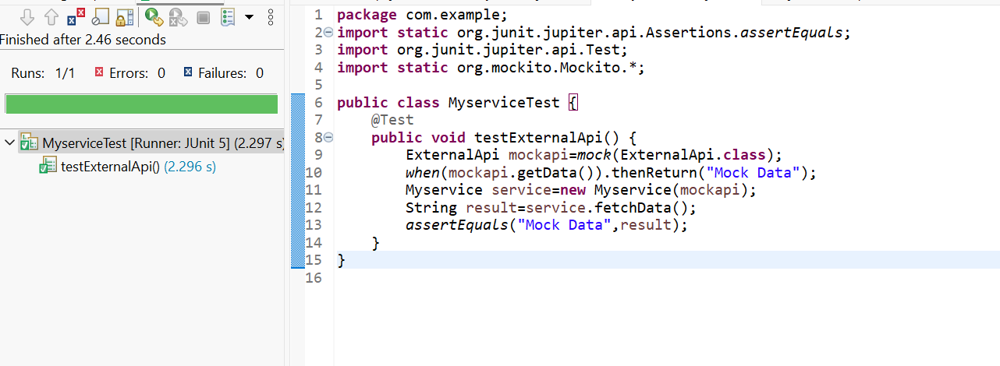 Finished after 2.46 seconds
Runs: 1/1 Errors: 0 Failures: 0
MyserviceTest [Runner: JUnit 5] (2.297 s)
testExternalApi() (2.296 s)
1 package com.example;
2 import static org.junit.jupiter.api.Assertions.assertEquals;
3 import org.junit.jupiter.api.Test;
4 import static org.mockito.Mockito.*;
5
6 public class MyserviceTest {
7 @Test
8 public void testExternalApi() {
9 ExternalApi mockapi=mock(ExternalApi.class);
10 when(mockapi.getData()).thenReturn("Mock Data");
11 Myservice service=new Myservice(mockapi);
12 String result=service.fetchData();
13 assertEquals("Mock Data",result);
14 }
15 }
16